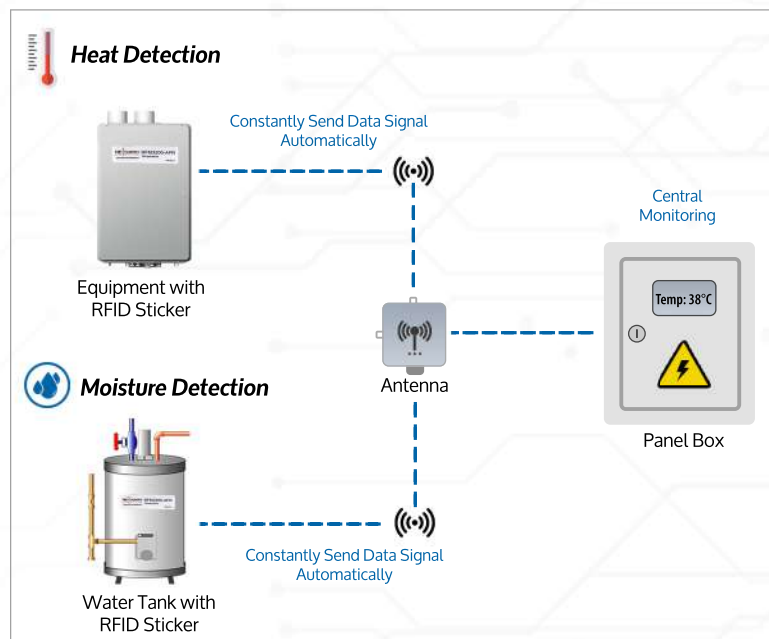 Heat Detection
Constantly Send Data Signal
Automatically
Equipment with
RFID Sticker
Central
Monitoring
Temp: 38°C
Antenna
Panel Box
Moisture Detection
Constantly Send Data Signal
Automatically
Water Tank with
RFID Sticker